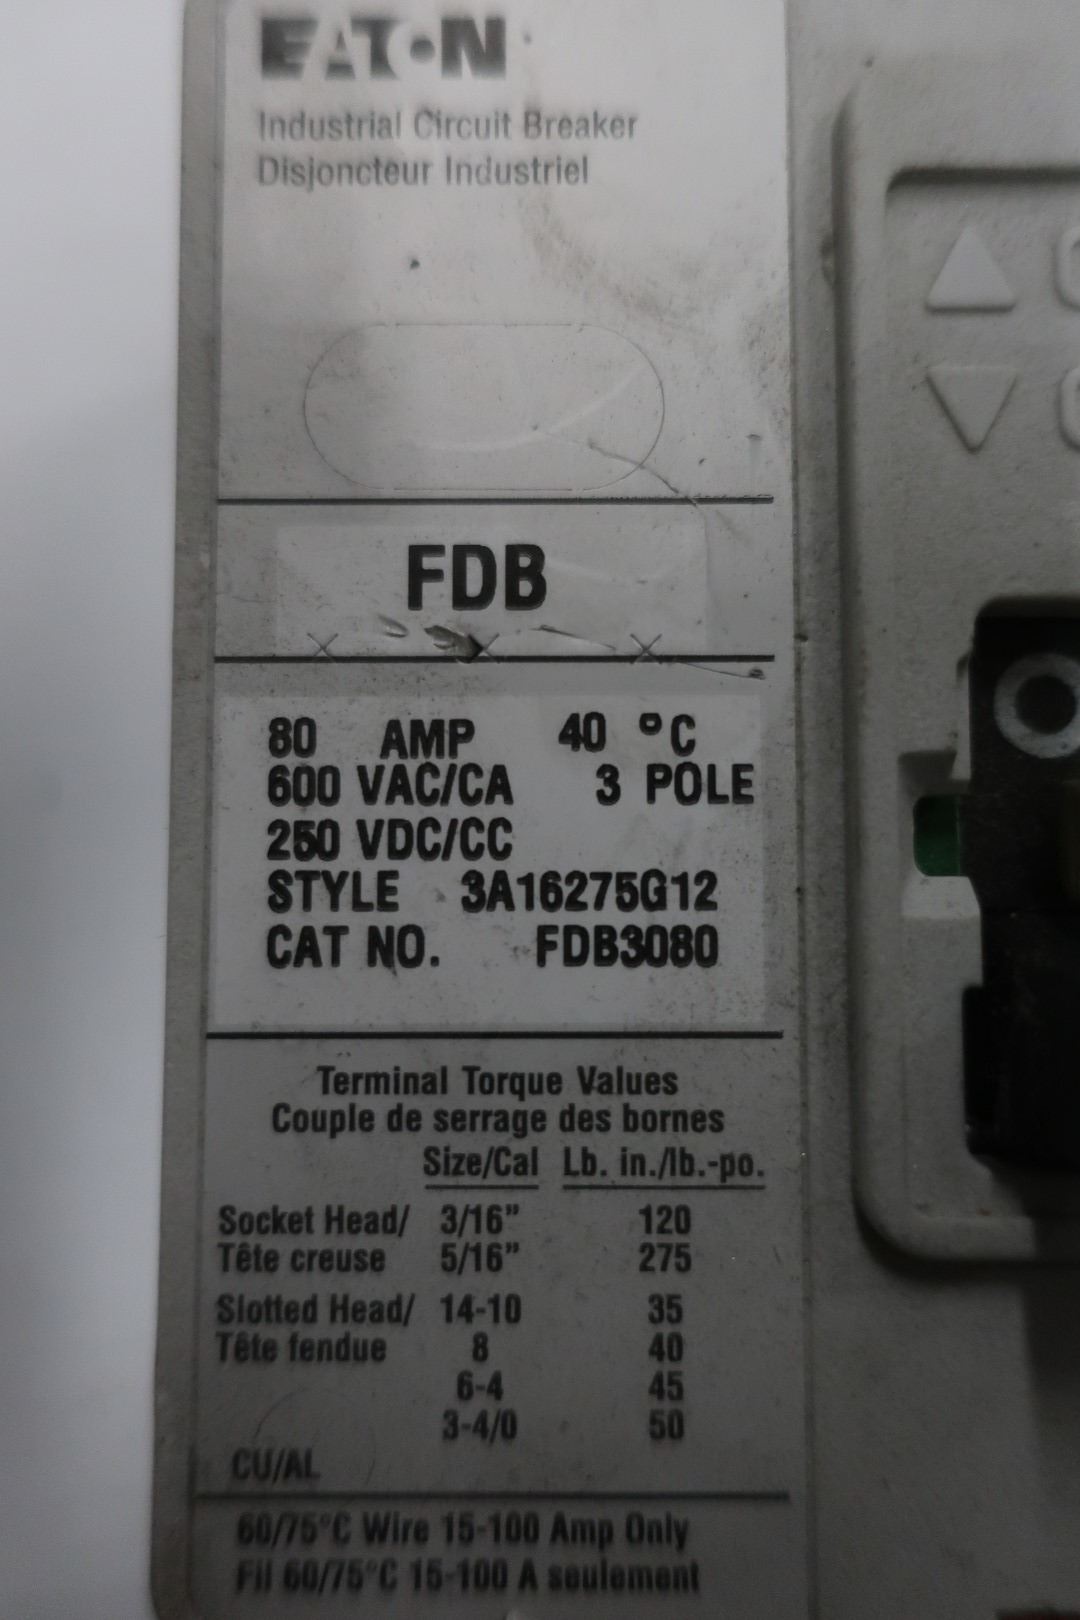 EATON
Industrial Circuit Breaker
Disjoncteur Industriel
FDB
80 AMP 40 °C
600 VAC/CA 3 POLE
250 VDC/CC
STYLE 3A16275G12
CAT NO. FDB3080
Terminal Torque Values
Couple de serrage des bornes
Size/Cal Lb. in./lb.-po.
Socket Head/ 3/16" 120
Tête creuse 5/16" 275
Slotted Head/ 14-10 35
Tête fendue 8 40
6-4 45
3-4/0 50
CU/AL
60/75°C Wire 15-100 Amp Only
Fil 60/75°C 15-100 A seulement